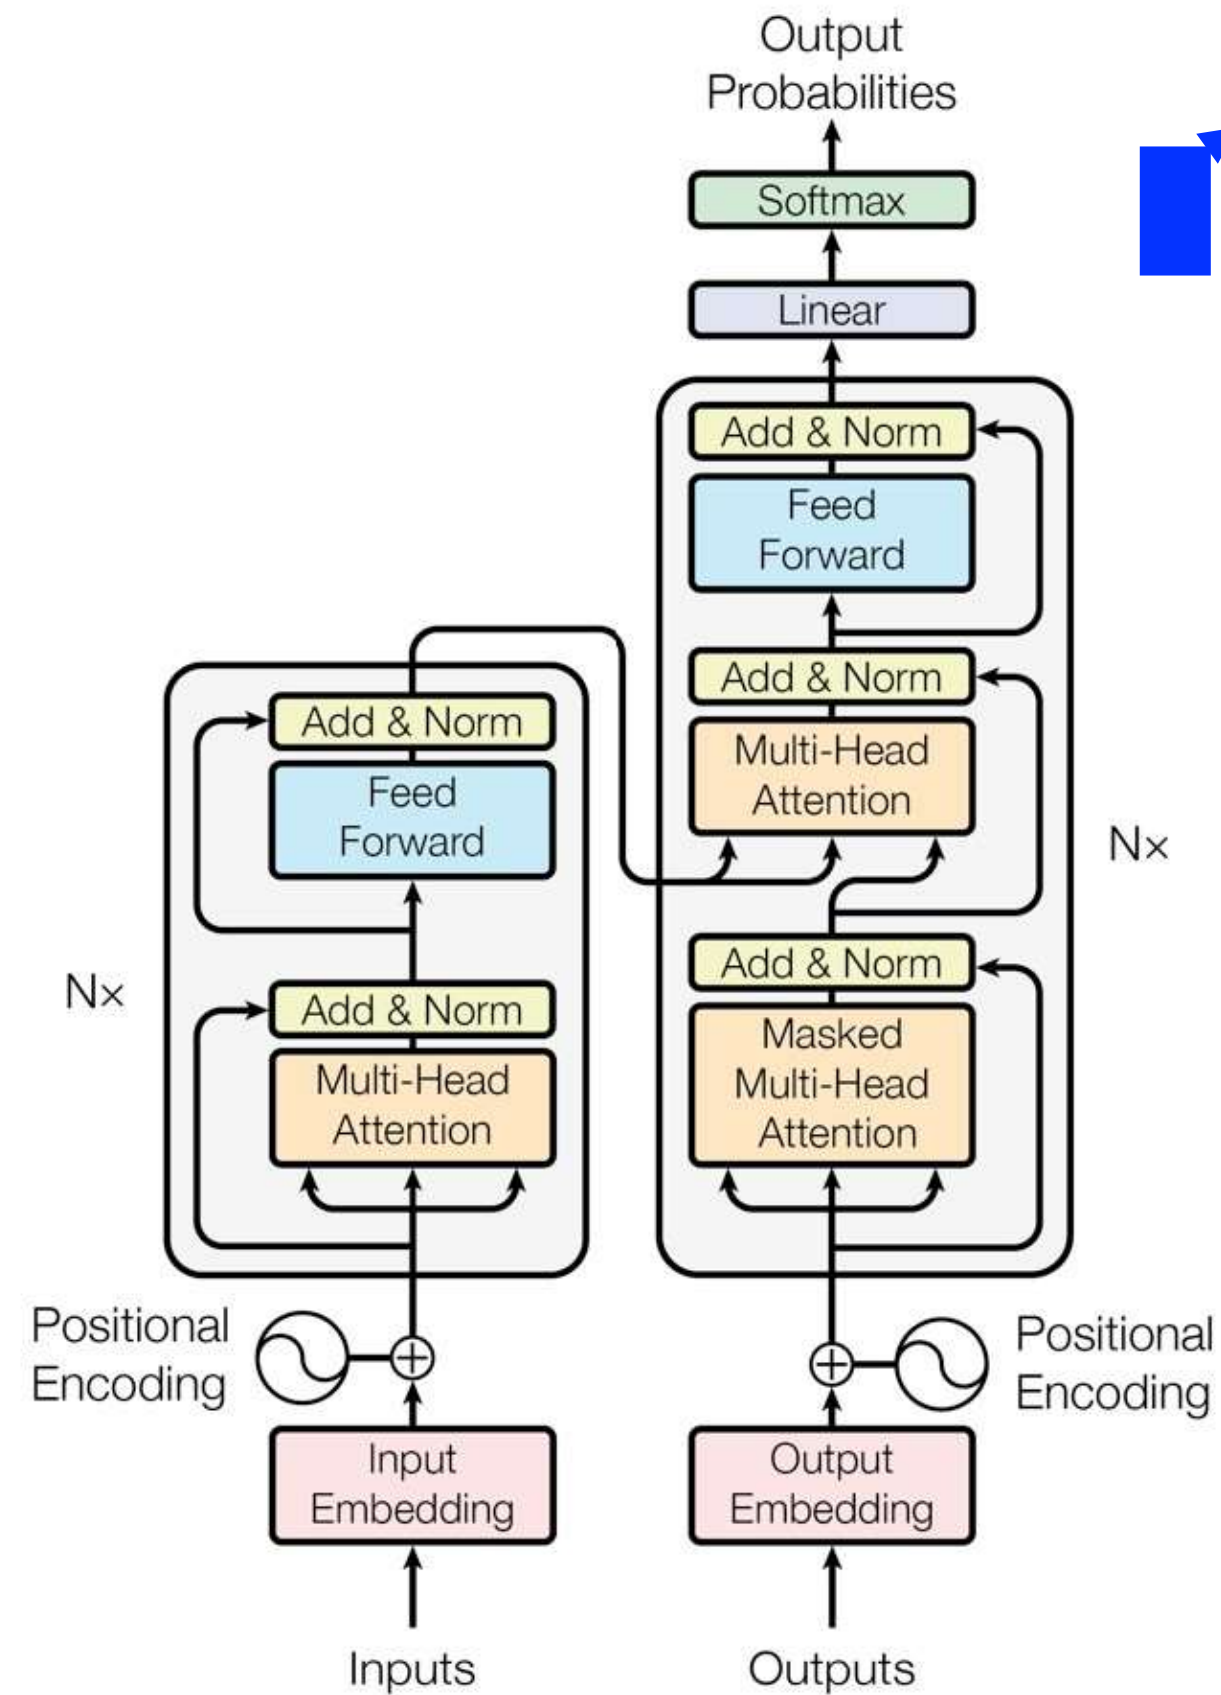 Output
Probabilities
Softmax
Linear
Add & Norm
Feed
Forward
Add & Norm
Multi-Head
Attention
Nx
Add & Norm
Masked
Multi-Head
Attention
Add & Norm
Feed
Forward
Nx
Add & Norm
Multi-Head
Attention
Positional
Encoding
Positional
Encoding
Input
Embedding
Output
Embedding
Inputs
Outputs